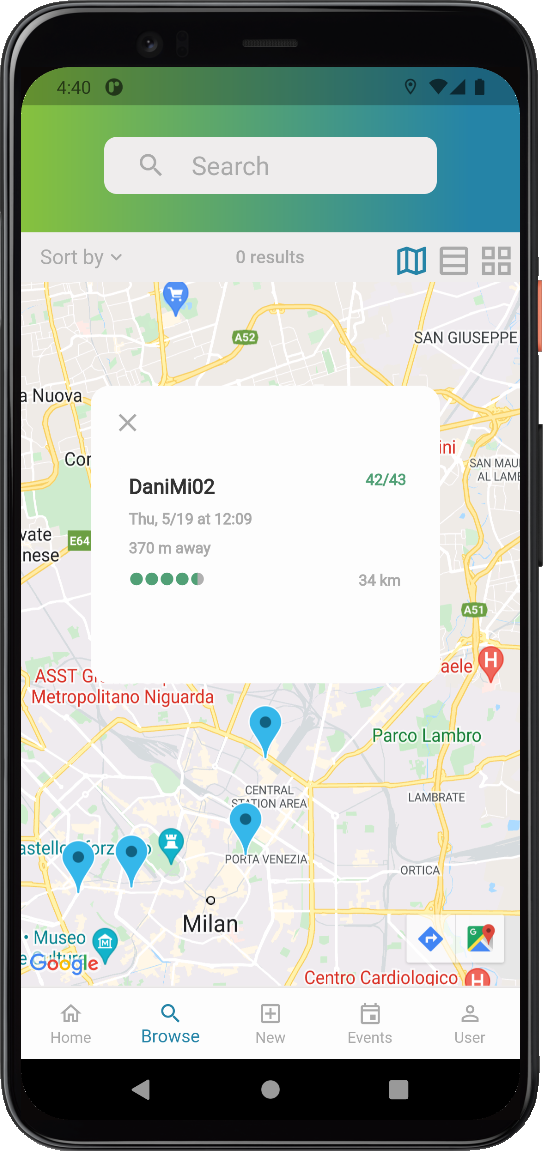 4:40
Search
Sort by
0 results
A52
SAN GIUSEPPE
a Nuova
ini
Cor
SAN MAU
AL LAMB
DaniMi02
42/43
Thu, 5/19 at 12:09
vate
nese
E64
370 m away
34 km
A51
ASST G
aele
H
Metropolitano Niguarda
Parco Lambro
CENTRAL
STATION AREA
LAMBRATE
astello Sforz o
PORTA VENEZIA
ORTICA
Milan
• Museo
e Cultur
Google
G
Centro Cardiologico
H
Home
Browse
New
Events
User